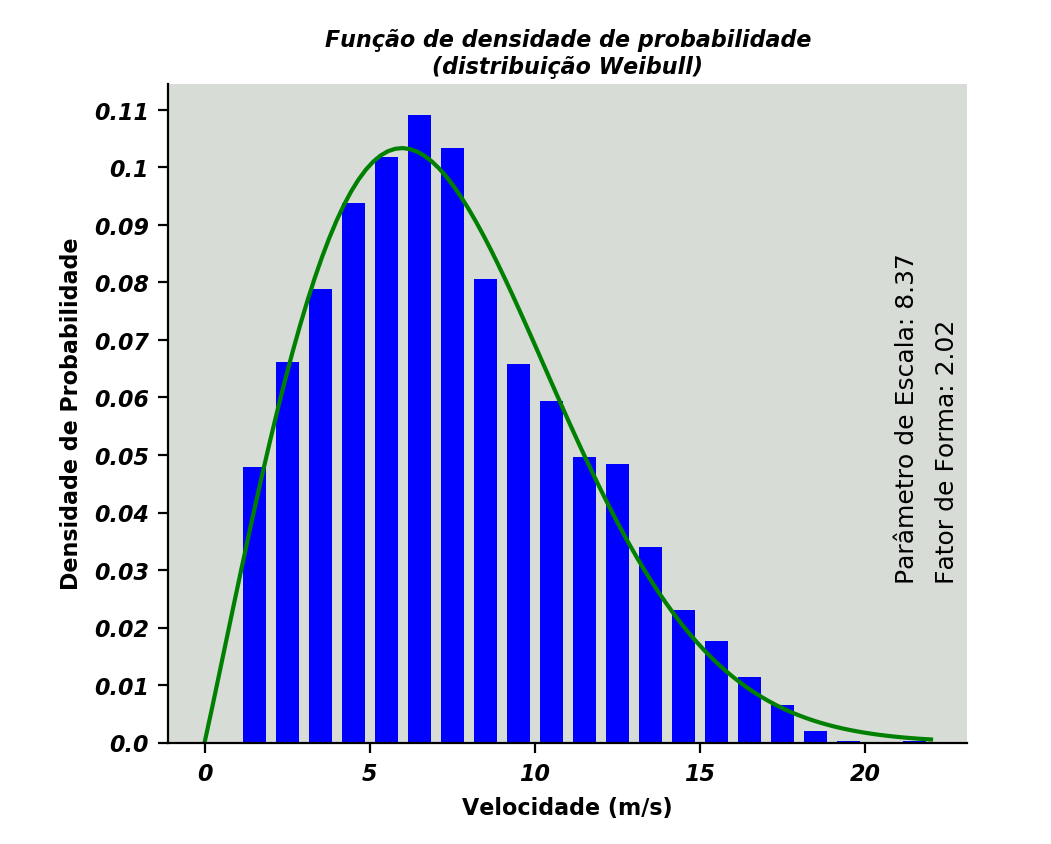 Função de densidade de probabilidade
(distribuição Weibull)
0.11
0.1
0.09
0.08
0.07
0.06
0.05
0.04
0.03
0.02
0.01
0.0
Densidade de Probabilidade
0 5 10 15 20
Velocidade (m/s)
Parâmetro de Escala: 8.37
Fator de Forma: 2.02